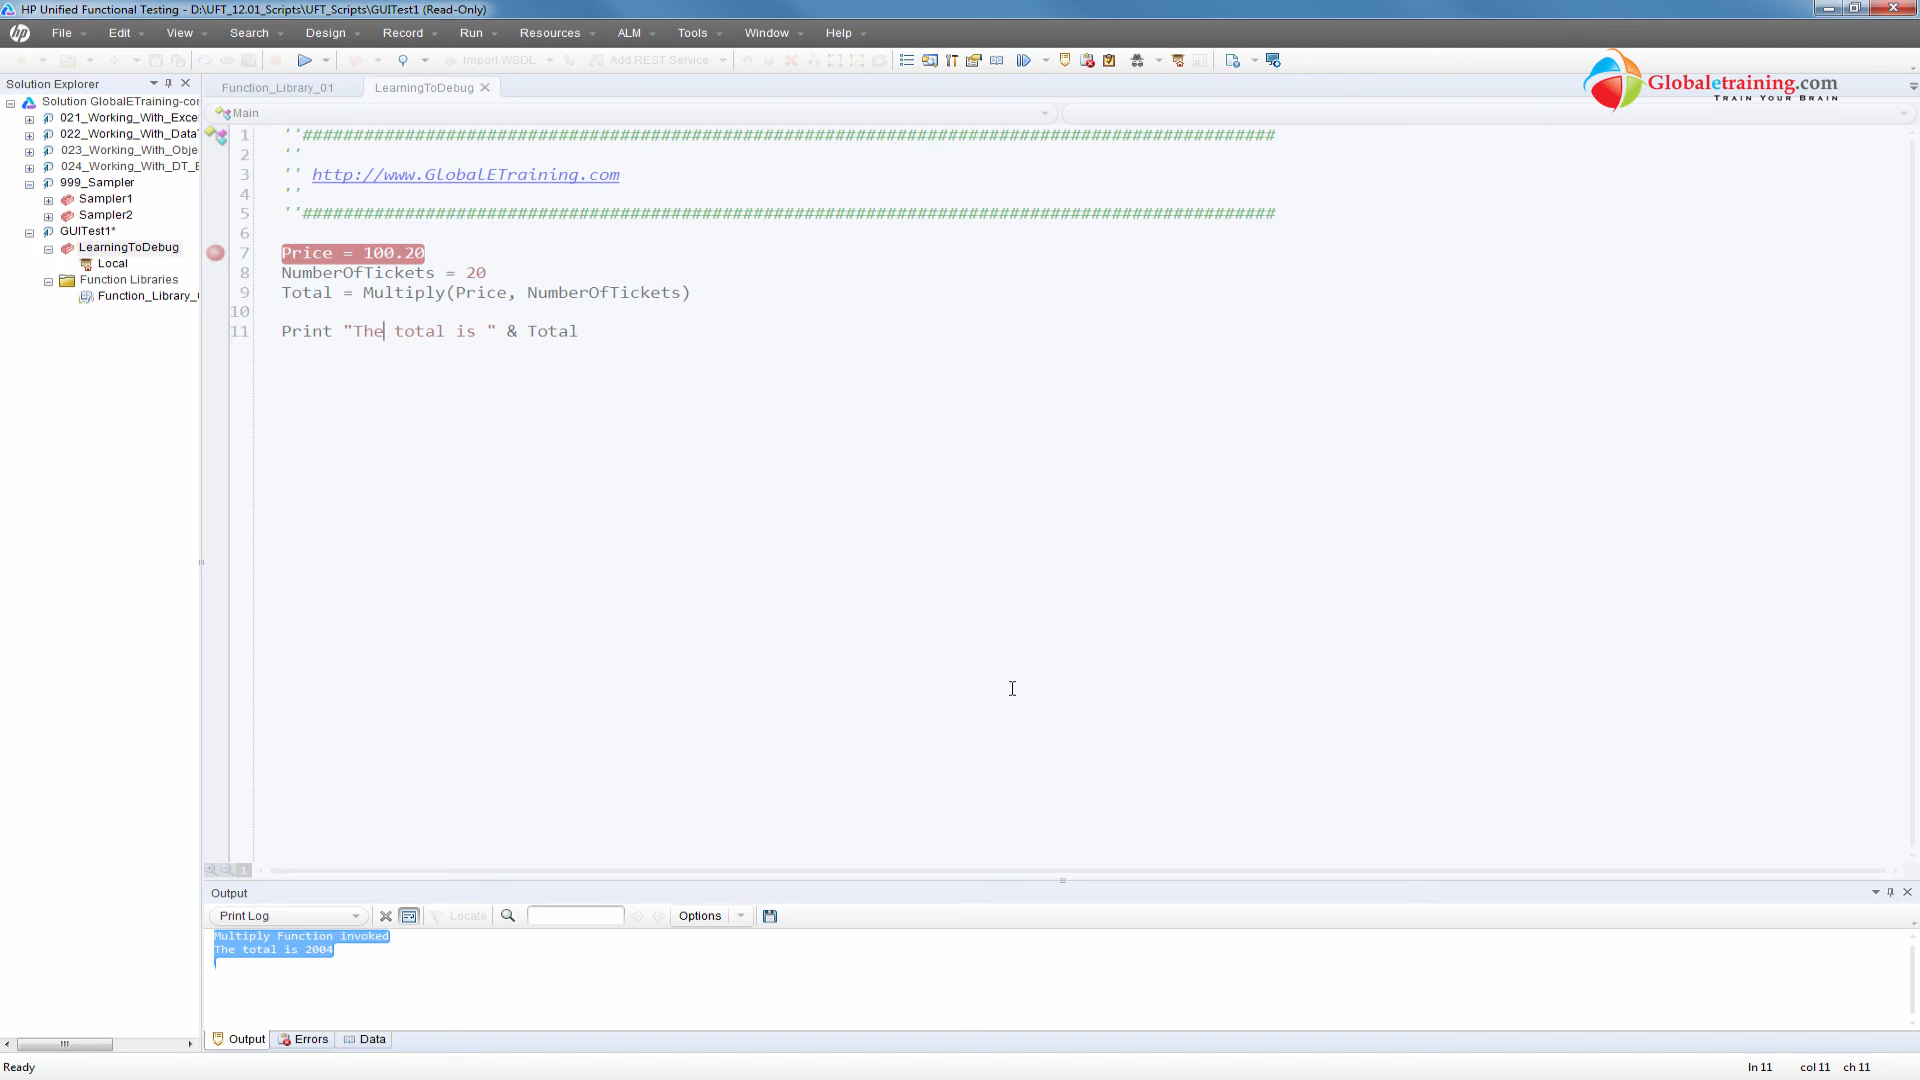 HP Unified Functional Testing - D:\UFT_12.01_Scripts\UFT_Scripts\GUITest1 (Read-Only)
File Edit View Search Design Record Run Resources ALM Tools Window Help
Import WSDL Add REST Service
Globaletraining.com
TRAIN YOUR BRAIN
Solution Explorer
Solution GlobalETraining-con
021_Working_With_Exce
022_Working_With_Data
023_Working_With_Obje
024_Working_With_DT_E
999_Sampler
Sampler1
Sampler2
GUITest1*
LearningToDebug
Local
Function Libraries
Function_Library_
Function_Library_01 LearningToDebug
Main
1 ''###############################################################################################
2 ''
3 '' http://www.GlobalETraining.com
4 ''
5 ''###############################################################################################
6
7 Price = 100.20
8 NumberOfTickets = 20
9 Total = Multiply(Price, NumberOfTickets)
10
11 Print "The total is " & Total
1
Output
Print Log Locate Options
Multiply Function invoked
The total is 2004
Output Errors Data
Ready ln 11 col 11 ch 11